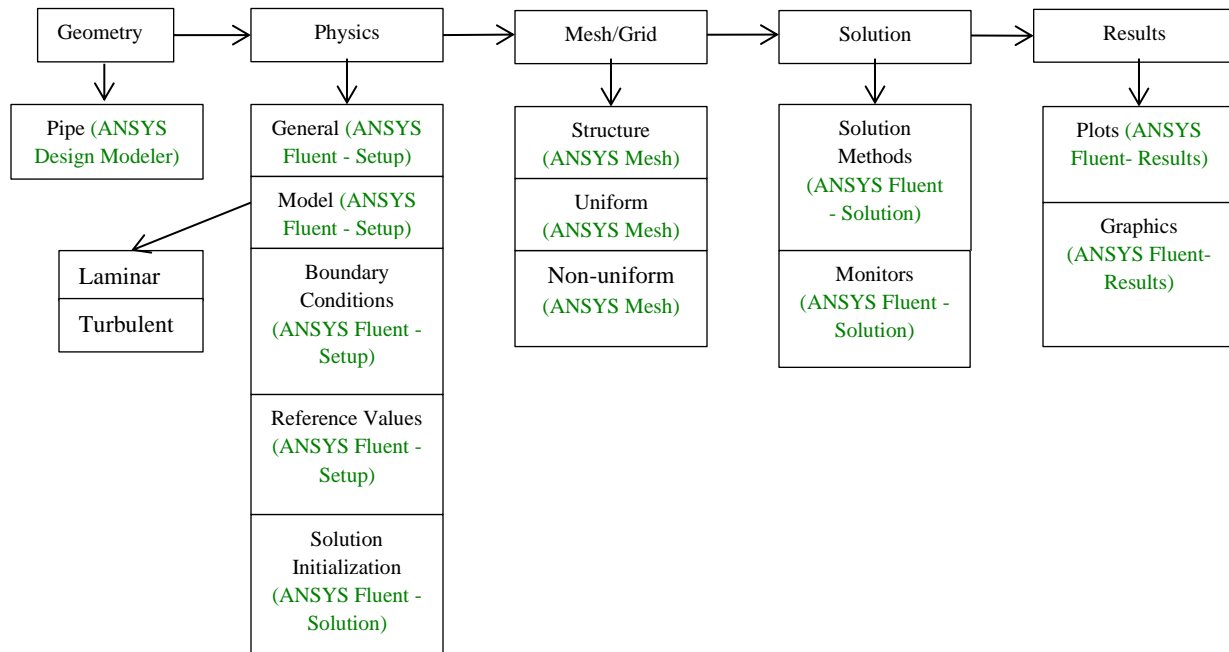 Geometry
Physics
Mesh/Grid
Solution
Results
Pipe (ANSYS
Design Modeler)
General (ANSYS
Fluent - Setup)
Model (ANSYS
Fluent - Setup)
Laminar
Turbulent
Boundary
Conditions
(ANSYS Fluent -
Setup)
Reference Values
(ANSYS Fluent -
Setup)
Solution
Initialization
(ANSYS Fluent -
Solution)
Structure
(ANSYS Mesh)
Uniform
(ANSYS Mesh)
Non-uniform
(ANSYS Mesh)
Solution
Methods
(ANSYS Fluent
- Solution)
Monitors
(ANSYS Fluent -
Solution)
Plots (ANSYS
Fluent- Results)
Graphics
(ANSYS Fluent-
Results)